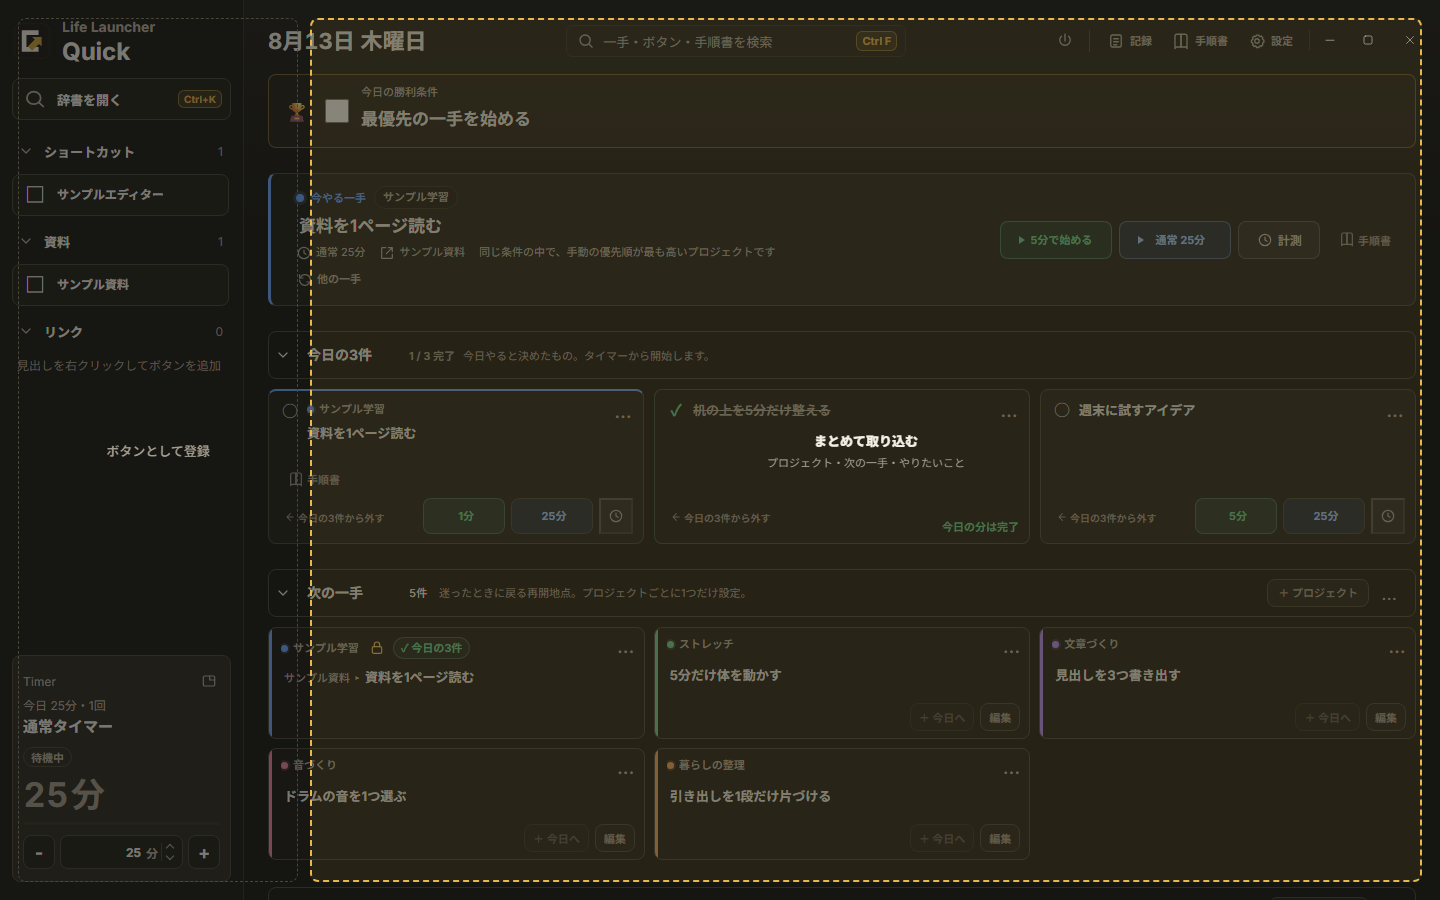 Life Launcher
Quick
辞書を開く
Ctrl+K
ショートカット
1
サンプルエディター
資料
1
サンプル資料
リンク
0
見出しを右クリックしてボタンを追加
ボタンとして登録
Timer
今日 25分・1回
通常タイマー
待機中
25分
-
25 分
+
8月13日 木曜日
一手・ボタン・手順書を検索
Ctrl F
記録
手順書
設定
今日の勝利条件
最優先の一手を始める
今やる一手
サンプル学習
資料を1ページ読む
通常 25分
サンプル資料
同じ条件の中で、手動の優先順が最も高いプロジェクトです
他の一手
5分で始める
通常 25分
計測
手順書
今日の3件
1 / 3 完了
今日やると決めたもの。タイマーから開始します。
サンプル学習
...
資料を1ページ読む
手順書
← 今日の3件から外す
1分
25分
✓ 机の上を5分だけ整える
...
まとめて取り込む
プロジェクト・次の一手・やりたいこと
← 今日の3件から外す
今日の分は完了
週末に試すアイデア
...
← 今日の3件から外す
5分
25分
次の一手
5件
迷ったときに戻る再開地点。プロジェクトごとに1つだけ設定。
+ プロジェクト
...
サンプル学習
✓ 今日の3件
...
サンプル資料 ▸ 資料を1ページ読む
ストレッチ
...
5分だけ体を動かす
+ 今日へ
編集
文章づくり
...
見出しを3つ書き出す
+ 今日へ
編集
音づくり
...
ドラムの音を1つ選ぶ
+ 今日へ
編集
暮らしの整理
...
引き出しを1段だけ片づける
+ 今日へ
編集